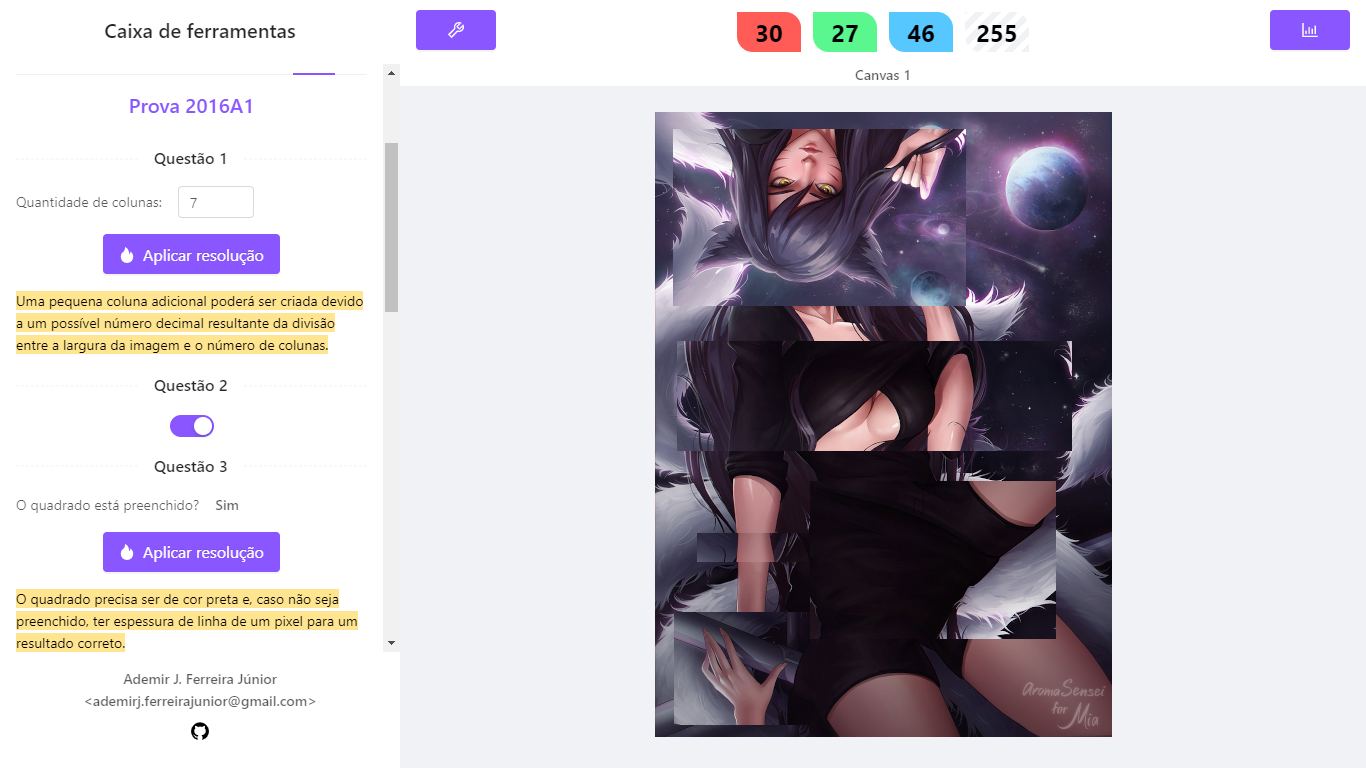 Caixa de ferramentas
Prova 2016A1
Questão 1
Quantidade de colunas: 7
Aplicar resolução
Uma pequena coluna adicional poderá ser criada devido
a um possível número decimal resultante da divisão
entre a largura da imagem e o número de colunas.
Questão 2
Questão 3
O quadrado está preenchido? Sim
Aplicar resolução
O quadrado precisa ser de cor preta e, caso não seja
preenchido, ter espessura de linha de um pixel para um
resultado correto.
Ademir J. Ferreira Júnior
<ademirj.ferreirajunior@gmail.com>
30 27 46 255
Canvas 1
AromaSensei
for
Mia